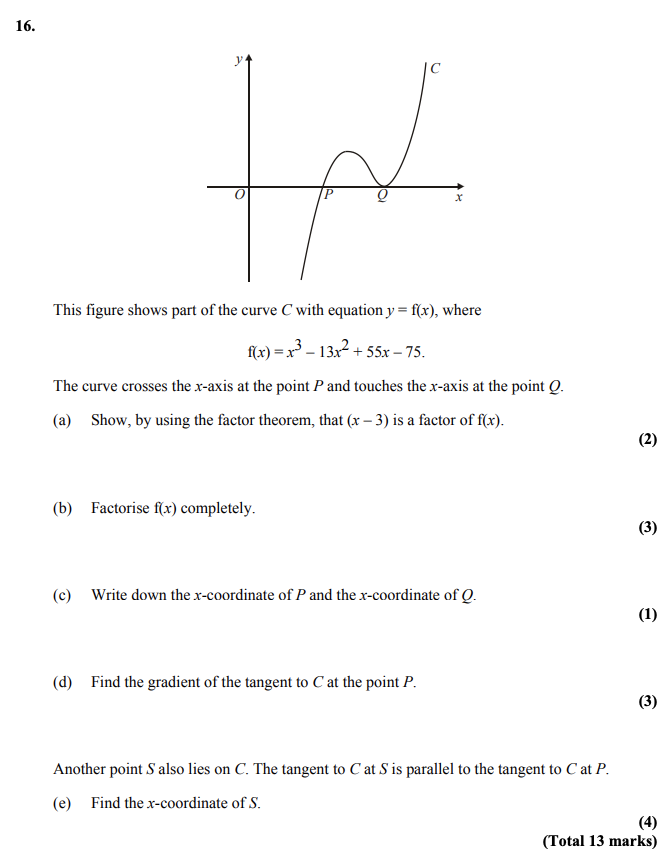 16.
y
C
O
P
Q
x
This figure shows part of the curve C with equation y = f(x), where
f(x) = x³ – 13x² + 55x – 75.
The curve crosses the x-axis at the point P and touches the x-axis at the point Q.
(a) Show, by using the factor theorem, that (x – 3) is a factor of f(x).
(2)
(b) Factorise f(x) completely.
(3)
(c) Write down the x-coordinate of P and the x-coordinate of Q.
(1)
(d) Find the gradient of the tangent to C at the point P.
(3)
Another point S also lies on C. The tangent to C at S is parallel to the tangent to C at P.
(e) Find the x-coordinate of S.
(4)
(Total 13 marks)